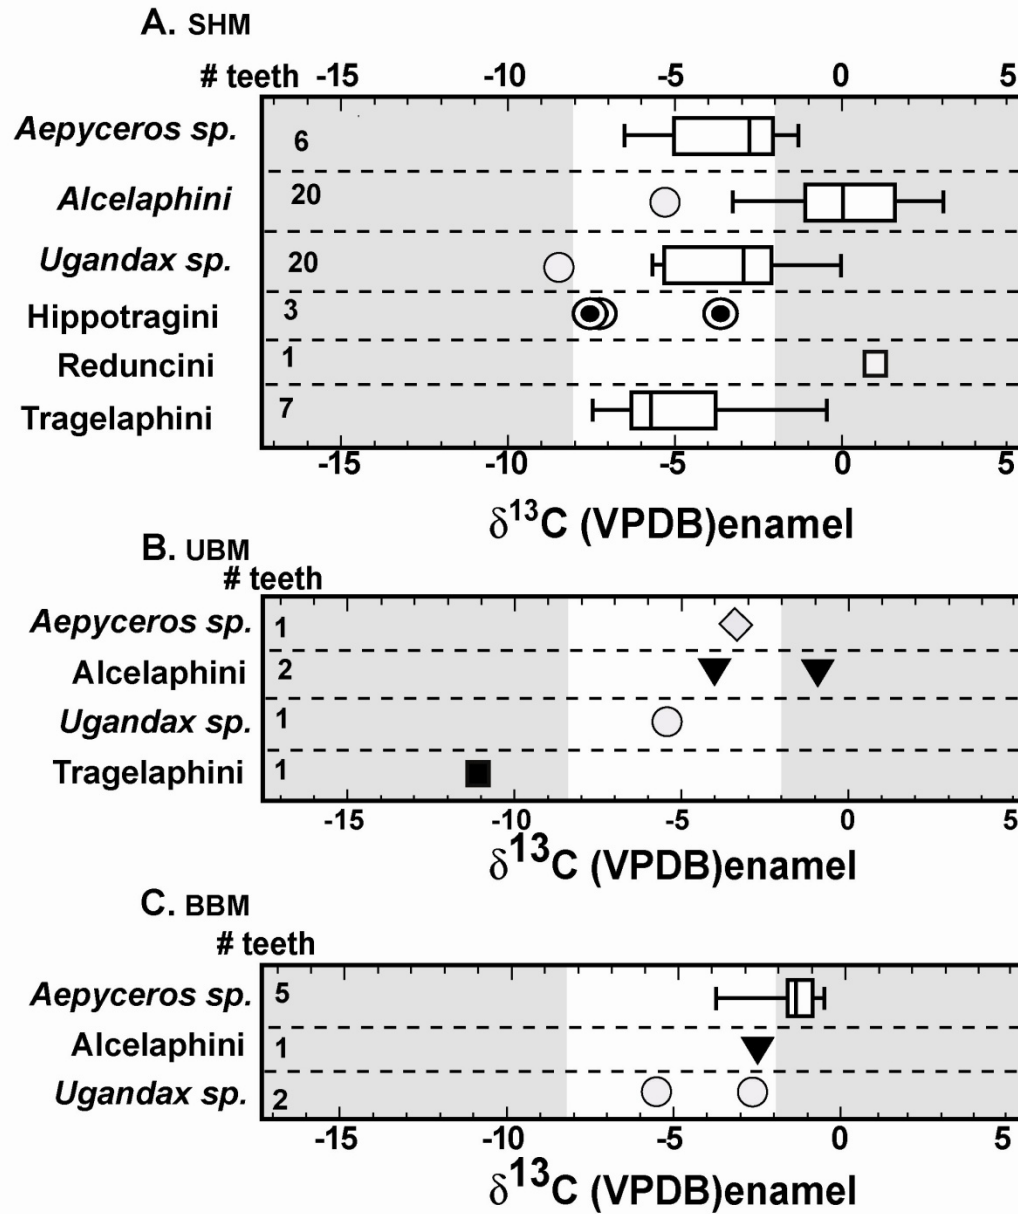 A. SHM
# teeth -15 -10 -5 0 5
Aepyceros sp. 6
Alcelaphini 20
Ugandax sp. 20
Hippotragini 3
Reduncini 1
Tragelaphini 7
-15 -10 -5 0 5
δ¹³C (VPDB)enamel
B. UBM
# teeth
Aepyceros sp. 1
Alcelaphini 2
Ugandax sp. 1
Tragelaphini 1
-15 -10 -5 0 5
δ¹³C (VPDB)enamel
C. BBM
# teeth
Aepyceros sp. 5
Alcelaphini 1
Ugandax sp. 2
-15 -10 -5 0 5
δ¹³C (VPDB)enamel